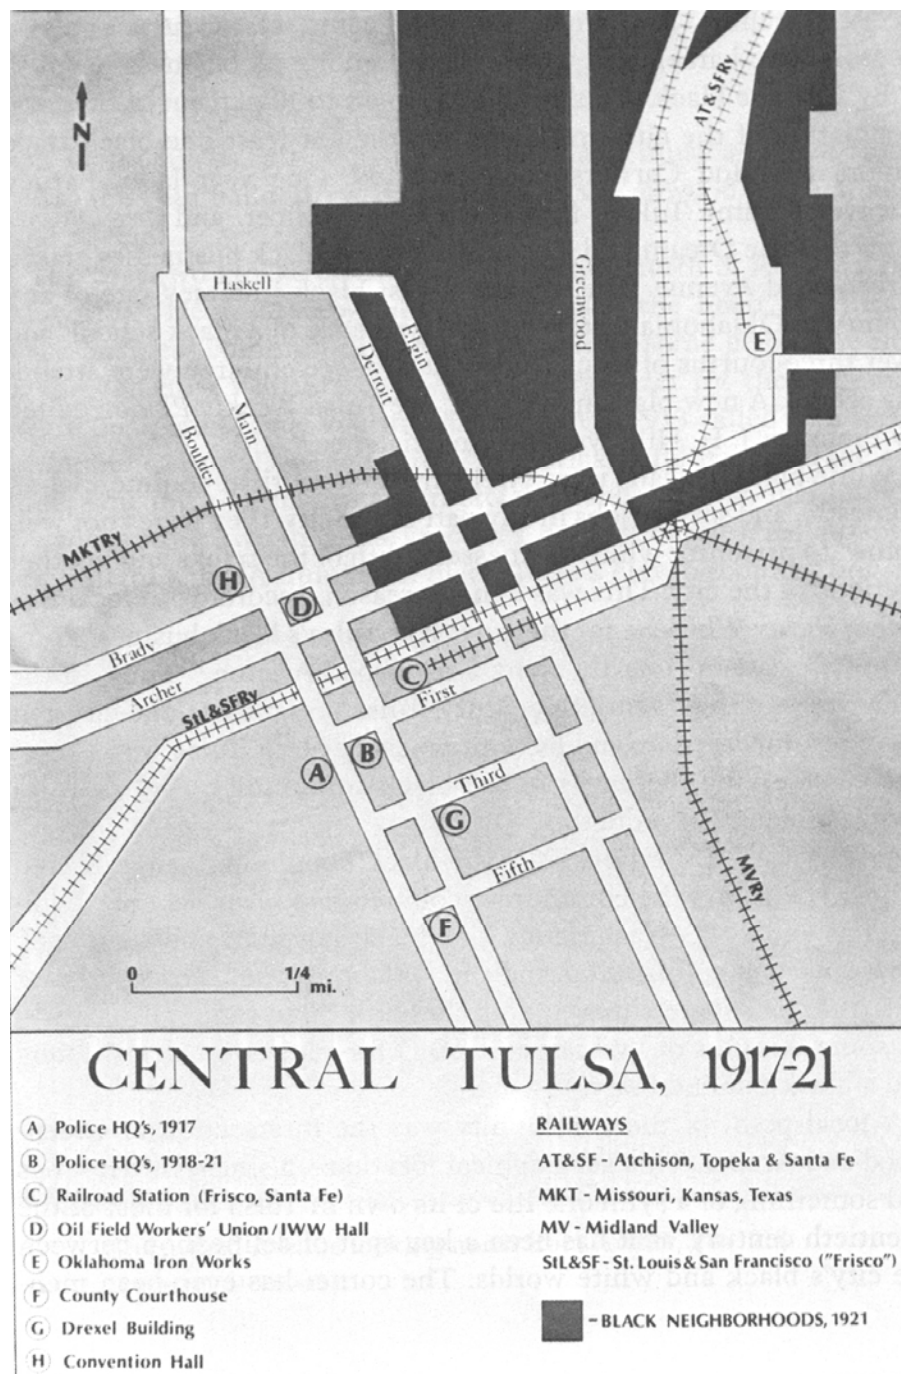 N
AT&SFRy
Haskell
Greenwood
Elgin
Detroit
E
Main
Boulder
MKTRy
H
D
Brady
Archer
C
First
StL&SFRy
B
A
Third
G
Fifth
F
MVRy
0 1/4 mi.
CENTRAL TULSA, 1917-21
A Police HQ's, 1917
B Police HQ's, 1918-21
C Railroad Station (Frisco, Santa Fe)
D Oil Field Workers' Union/IWW Hall
E Oklahoma Iron Works
F County Courthouse
G Drexel Building
H Convention Hall
RAILWAYS
AT&SF - Atchison, Topeka & Santa Fe
MKT - Missouri, Kansas, Texas
MV - Midland Valley
StL&SF - St. Louis & San Francisco ("Frisco")
- BLACK NEIGHBORHOODS, 1921